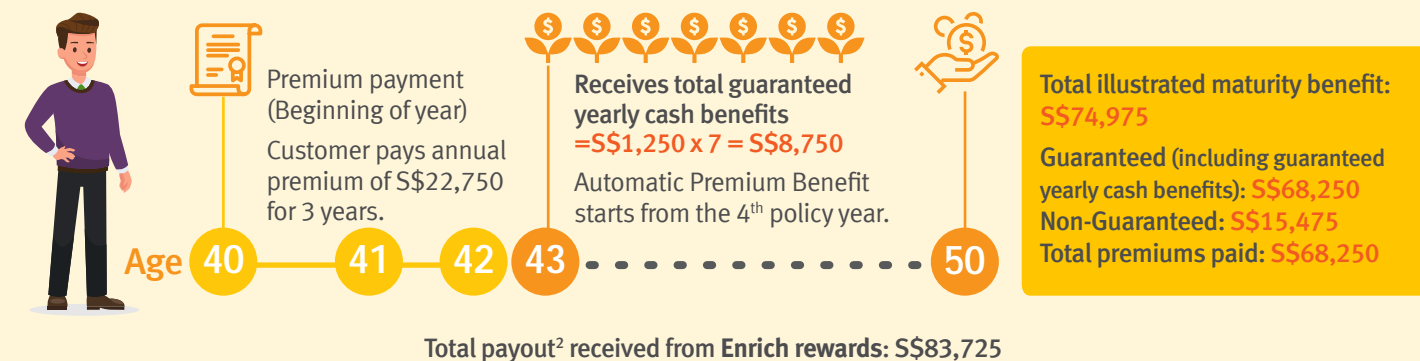 Premium payment
(Beginning of year)
Customer pays annual
premium of S$22,750
for 3 years.
$ $ $ $ $ $ $
Receives total guaranteed
yearly cash benefits
=S$1,250 x 7 = S$8,750
Automatic Premium Benefit
starts from the 4th policy year.
$
Age 40 41 42 43 50
Total illustrated maturity benefit:
S$74,975
Guaranteed (including guaranteed
yearly cash benefits): S$68,250
Non-Guaranteed: S$15,475
Total premiums paid: S$68,250
Total payout² received from Enrich rewards: S$83,725